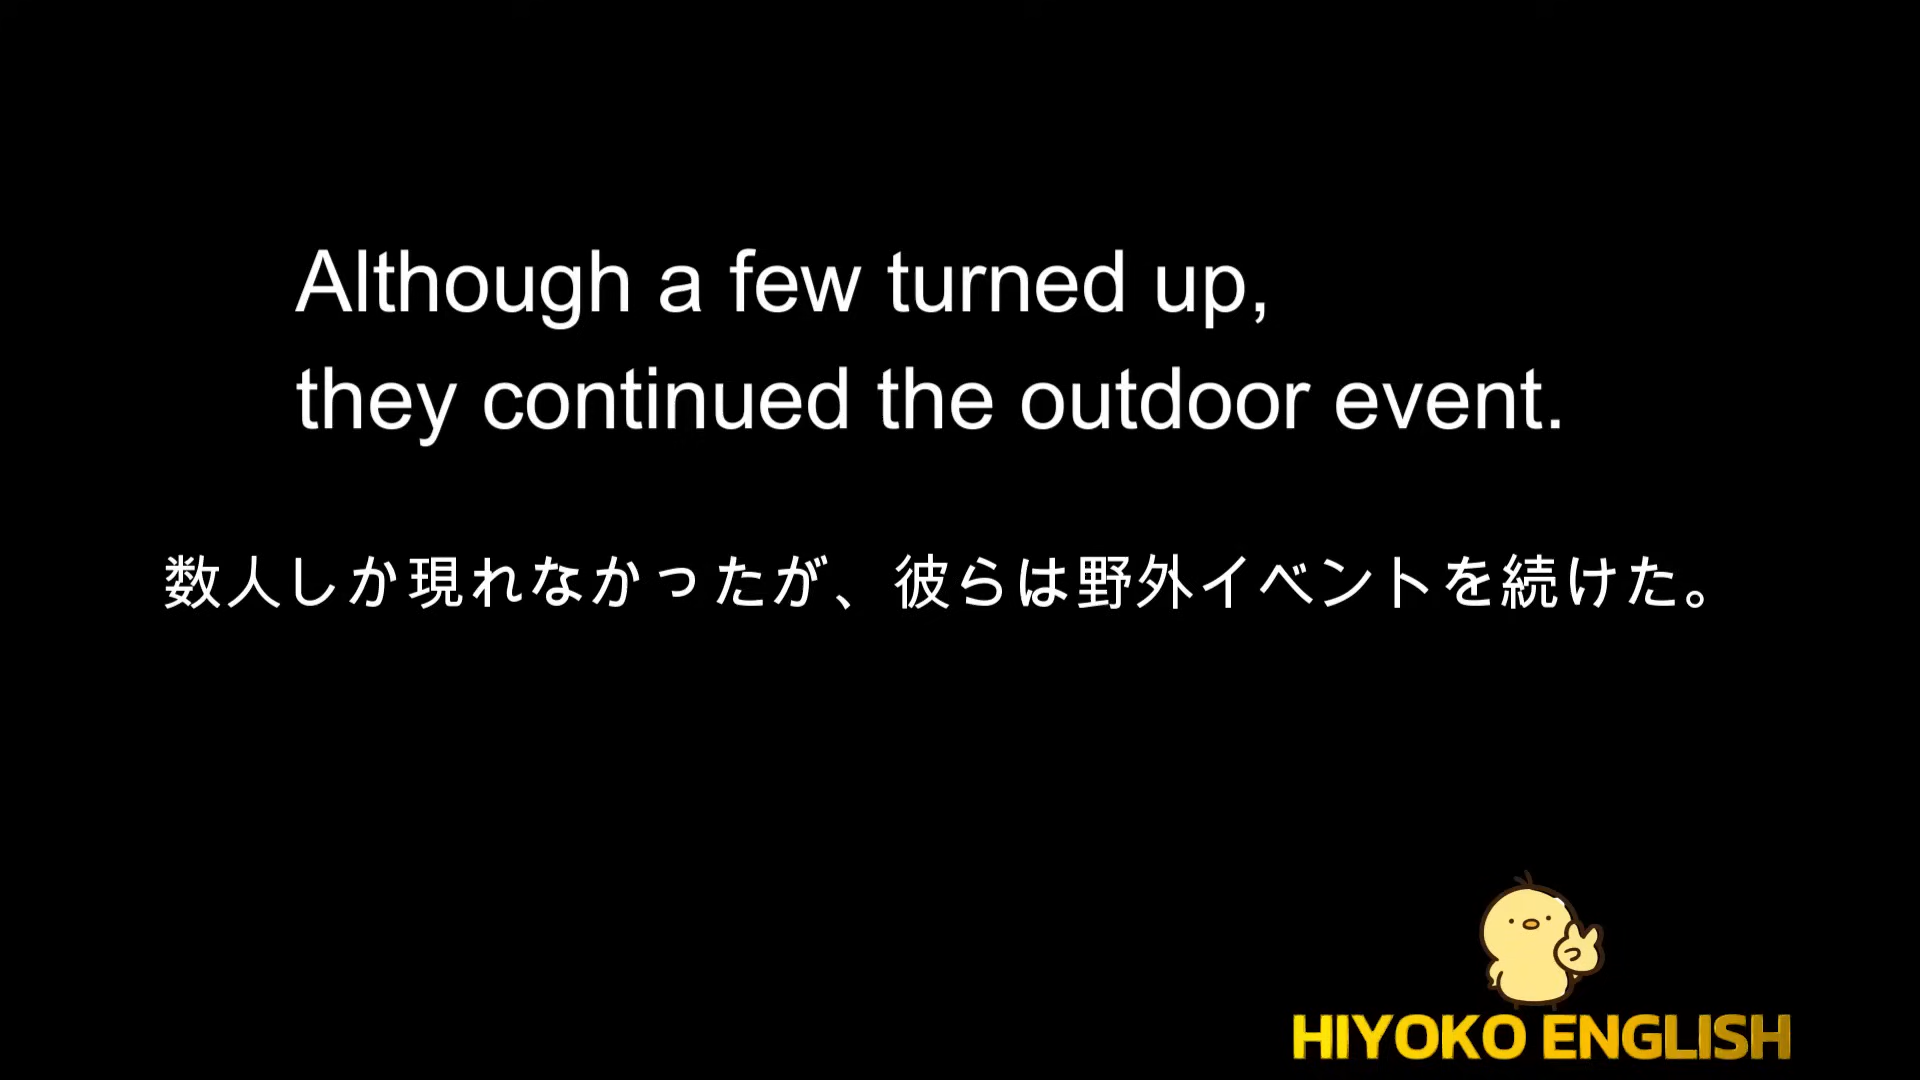 Although a few turned up,
they continued the outdoor event.
数人しか現れなかったが、彼らは野外イベントを続けた。
HIYOKO ENGLISH